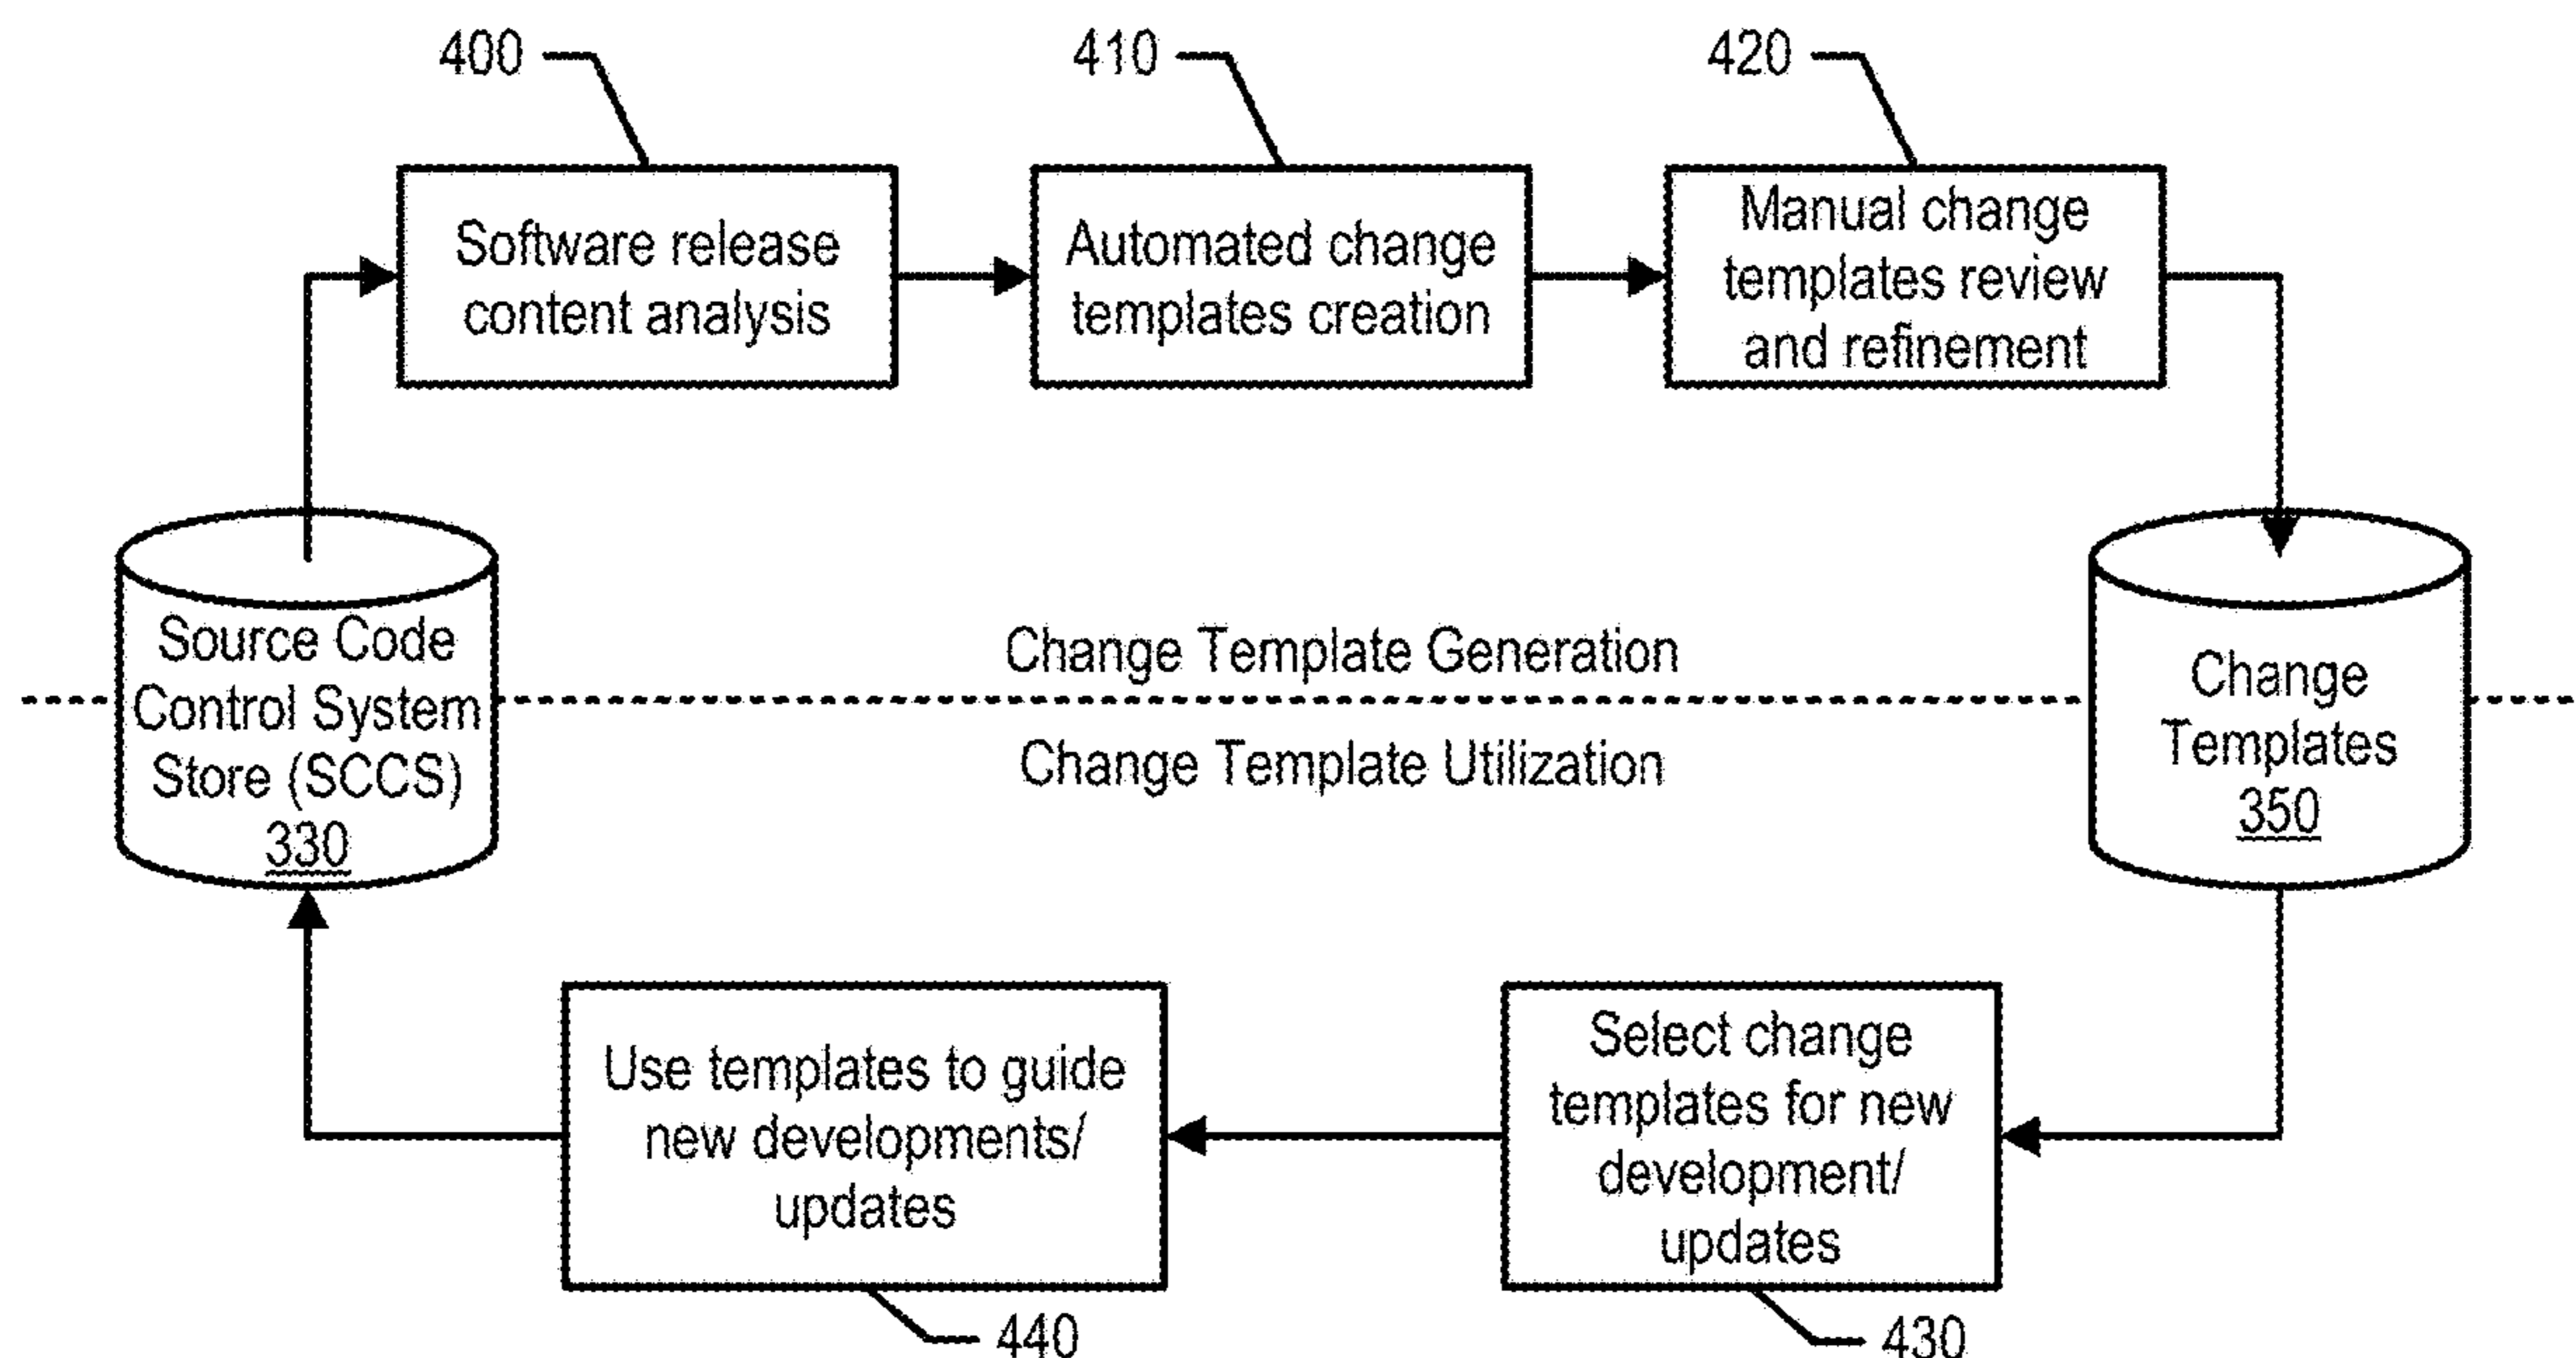 400
410
420
Software release
content analysis
Automated change
templates creation
Manual change
templates review
and refinement
Source Code
Control System
Store (SCCS)
330
Change Template Generation
Change Template Utilization
Change
Templates
350
Use templates to guide
new developments/
updates
Select change
templates for new
development/
updates
440
430